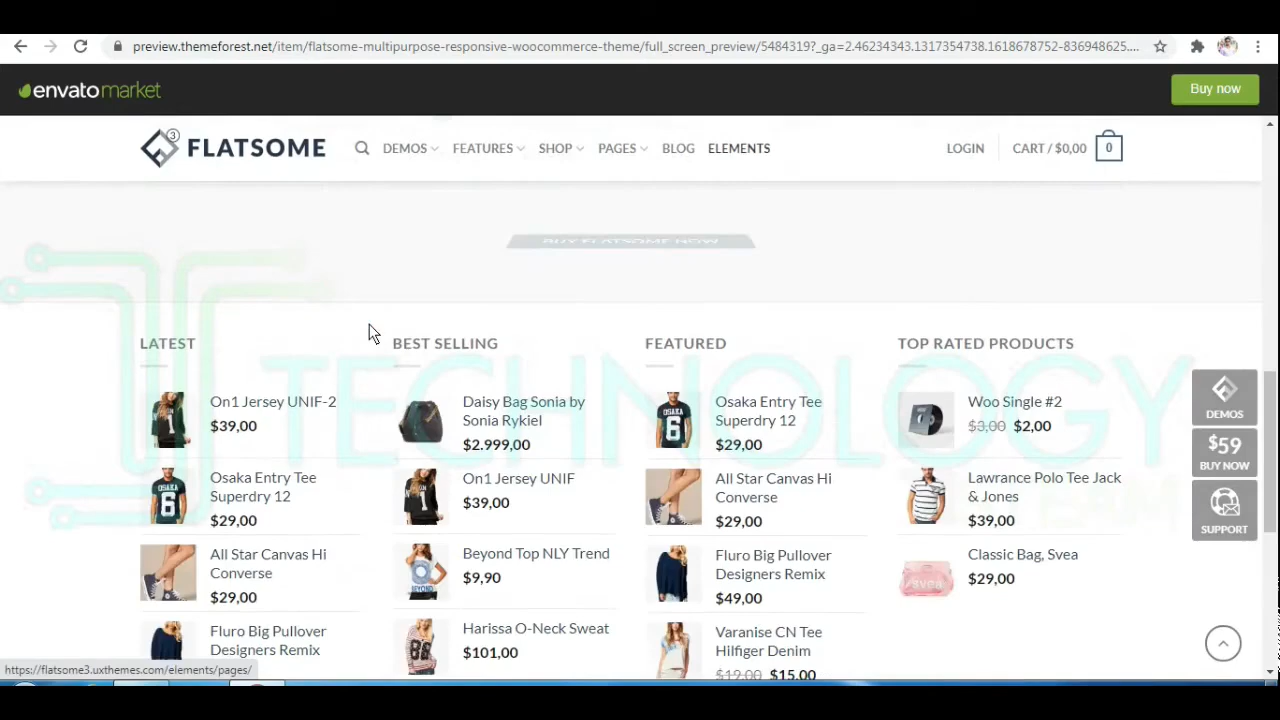 preview.themeforest.net/item/flatsome-multipurpose-responsive-woocommerce-theme/full_screen_preview/5484319?_ga=2.46234343.1317354738.1618678752-836948625....
envatomarket
Buy now
3
FLATSOME
DEMOS
FEATURES
SHOP
PAGES
BLOG
ELEMENTS
LOGIN
CART / $0,00
0
BUY FLATSOME NOW
TECHNOLOGY
LATEST
On1 Jersey UNIF-2
$39,00
Osaka Entry Tee
Superdry 12
$29,00
All Star Canvas Hi
Converse
$29,00
Fluro Big Pullover
Designers Remix
BEST SELLING
Daisy Bag Sonia by
Sonia Rykiel
$2.999,00
On1 Jersey UNIF
$39,00
Beyond Top NLY Trend
$9,90
Harissa O-Neck Sweat
$101,00
FEATURED
Osaka Entry Tee
Superdry 12
$29,00
All Star Canvas Hi
Converse
$29,00
Fluro Big Pullover
Designers Remix
$49,00
Varanise CN Tee
Hilfiger Denim
$19,00 $15,00
TOP RATED PRODUCTS
Woo Single #2
$3,00 $2,00
Lawrance Polo Tee Jack
& Jones
$39,00
Classic Bag, Svea
$29,00
DEMOS
$59
BUY NOW
SUPPORT
https://flatsome3.uxthemes.com/elements/pages/